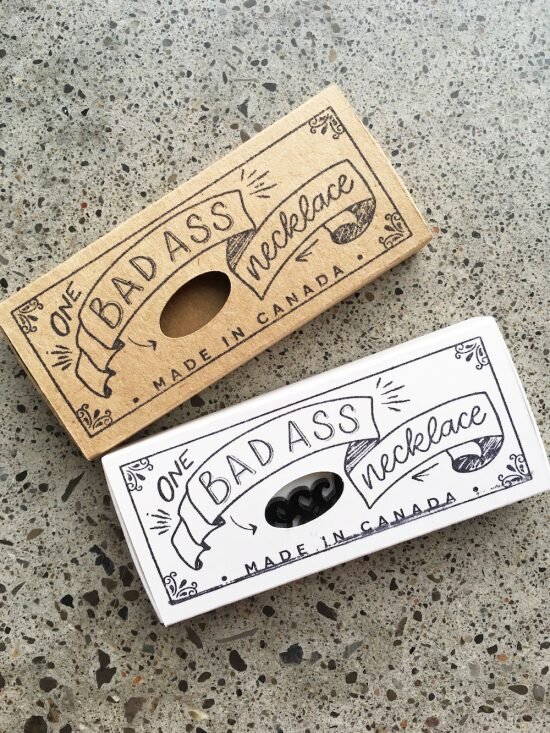 ONE
BAD ASS
necklace
• MADE IN CANADA •
ONE
BAD ASS
necklace
• MADE IN CANADA •